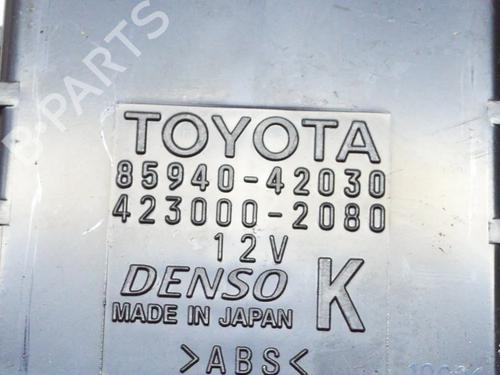 B-PARTS
TOYOTA
85940-42030
423000-2080
12V
DENSO K
MADE IN JAPAN
>ABS<